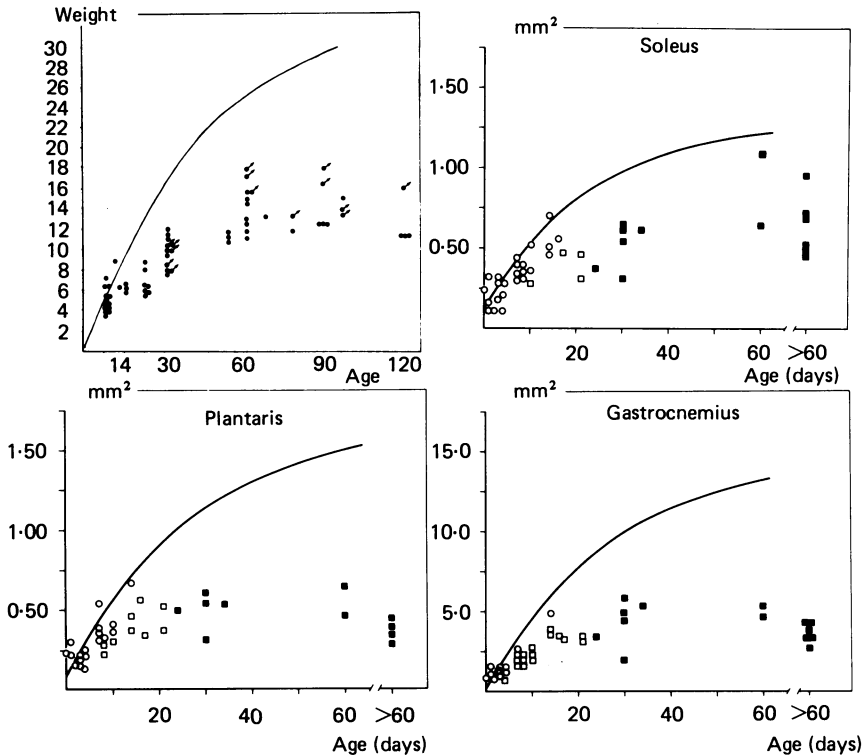 Weight
30
28
26
24
22
20
18
16
14
12
10
8
6
4
2
14 30 60 90 120
Age
mm²
Soleus
1·50
1·00
0·50
20 40 60 >60
Age (days)
mm²
Plantaris
1·50
1·00
0·50
20 40 60 >60
Age (days)
mm²
Gastrocnemius
15·0
10·0
5·0
20 40 60 >60
Age (days)